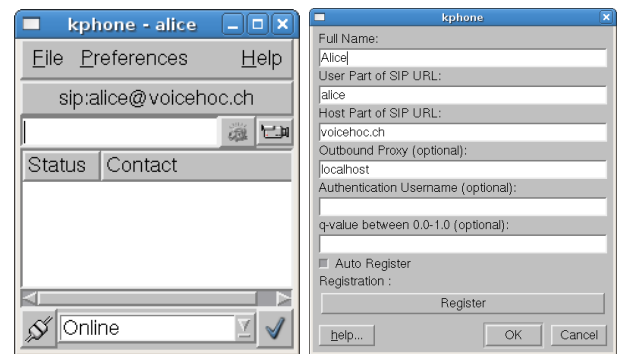 kphone - alice
File Preferences Help
sip:alice@voicehoc.ch
Status Contact
Online
kphone
Full Name:
Alice
User Part of SIP URL:
alice
Host Part of SIP URL:
voicehoc.ch
Outbound Proxy (optional):
localhost
Authentication Username (optional):
q-value between 0.0-1.0 (optional):
Auto Register
Registration :
Register
help... OK Cancel